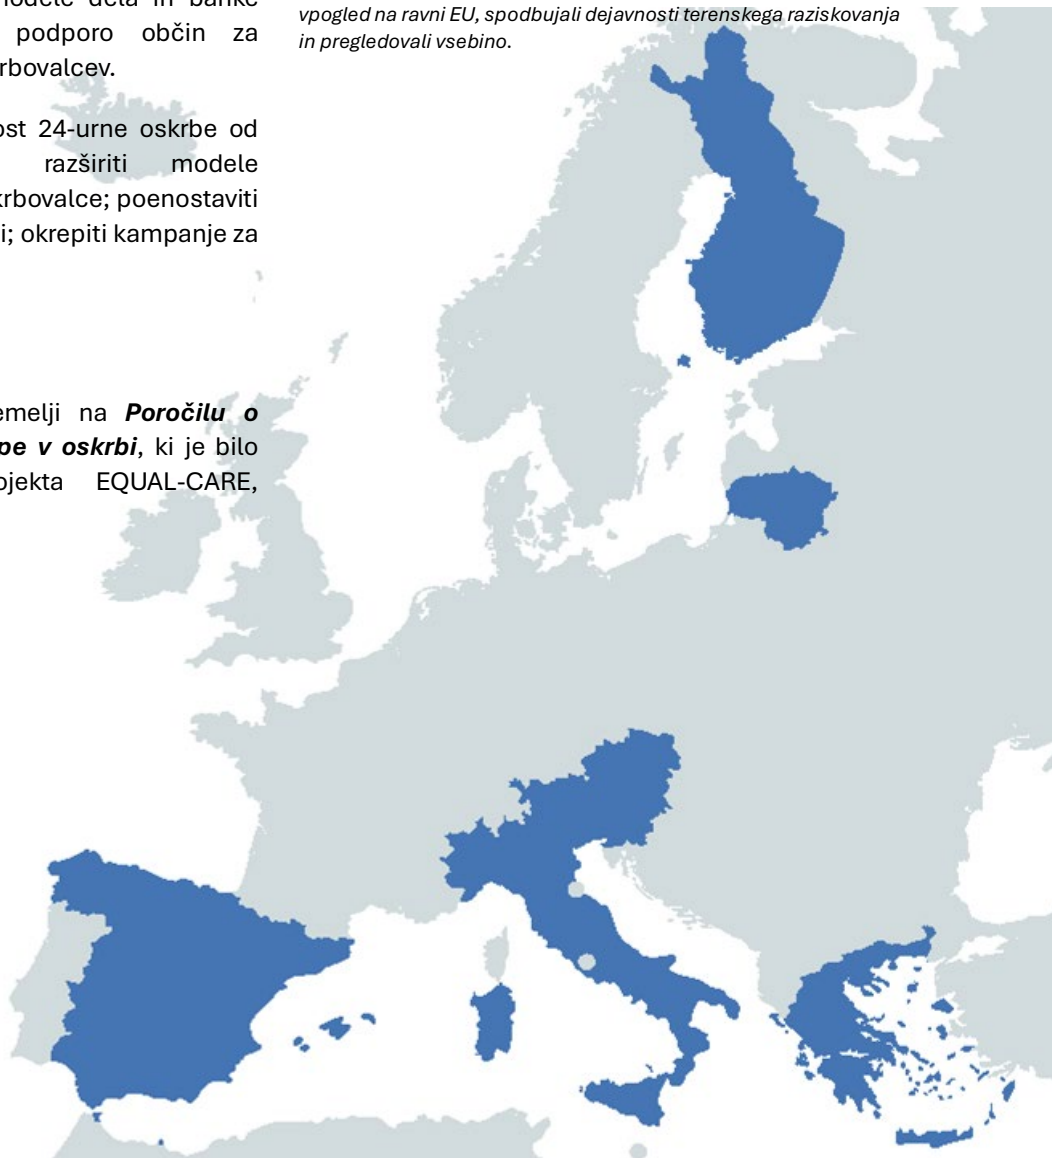 modele dela in banke
podporo občin za
rbovalcev.
ost 24-urne oskrbe od
razširiti modele
krbovalce; poenostaviti
i; okrepiti kampanje za
emelji na Poročilu o
pe v oskrbi, ki je bilo
ojekta EQUAL-CARE,
vpogled na ravni EU, spodbujali dejavnosti terenskega raziskovanja
in pregledovali vsebino.